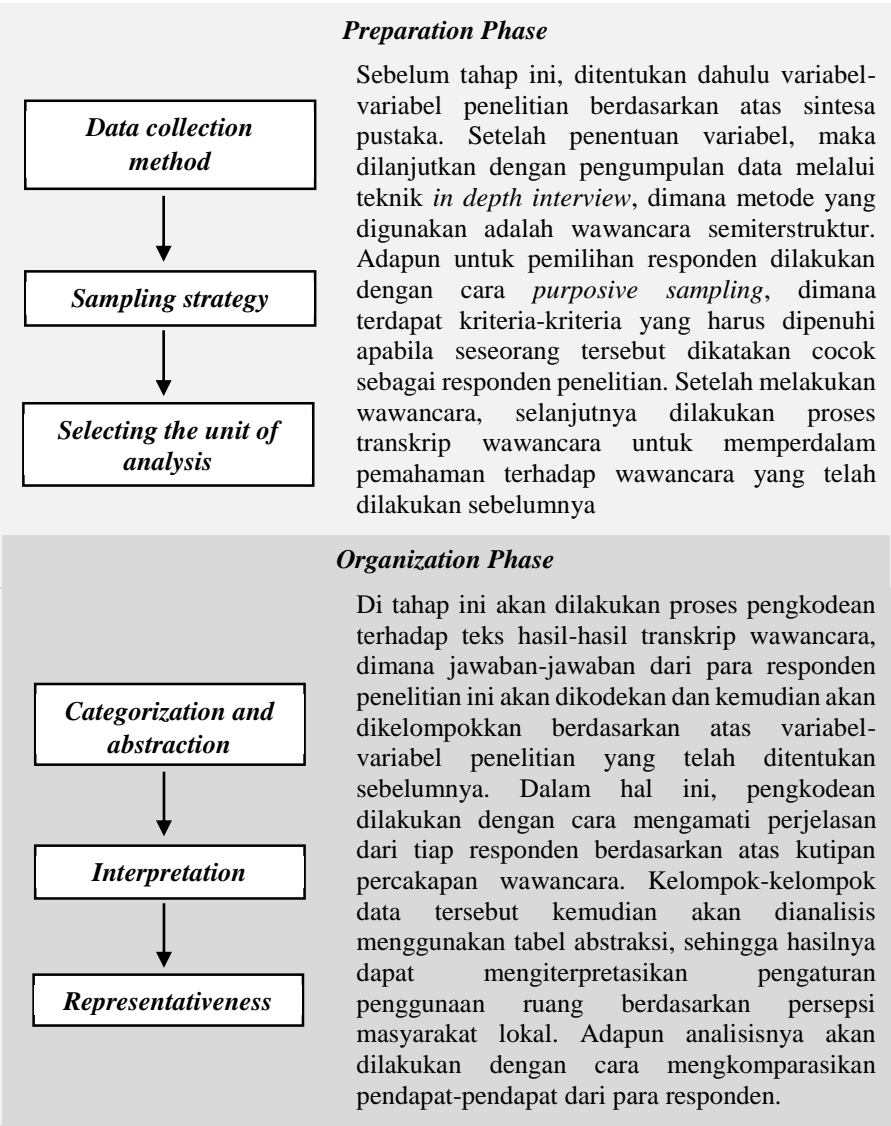 Preparation Phase
Data collection
method
Sampling strategy
Selecting the unit of
analysis
Sebelum tahap ini, ditentukan dahulu variabel-
variabel penelitian berdasarkan atas sintesa
pustaka. Setelah penentuan variabel, maka
dilanjutkan dengan pengumpulan data melalui
teknik in depth interview, dimana metode yang
digunakan adalah wawancara semiterstruktur.
Adapun untuk pemilihan responden dilakukan
dengan cara purposive sampling, dimana
terdapat kriteria-kriteria yang harus dipenuhi
apabila seseorang tersebut dikatakan cocok
sebagai responden penelitian. Setelah melakukan
wawancara, selanjutnya dilakukan proses
transkrip wawancara untuk memperdalam
pemahaman terhadap wawancara yang telah
dilakukan sebelumnya
Organization Phase
Categorization and
abstraction
Interpretation
Representativeness
Di tahap ini akan dilakukan proses pengkodean
terhadap teks hasil-hasil transkrip wawancara,
dimana jawaban-jawaban dari para responden
penelitian ini akan dikodekan dan kemudian akan
dikelompokkan berdasarkan atas variabel-
variabel penelitian yang telah ditentukan
sebelumnya. Dalam hal ini, pengkodean
dilakukan dengan cara mengamati perjelasan
dari tiap responden berdasarkan atas kutipan
percakapan wawancara. Kelompok-kelompok
data tersebut kemudian akan dianalisis
menggunakan tabel abstraksi, sehingga hasilnya
dapat mengiterpretasikan pengaturan
penggunaan ruang berdasarkan persepsi
masyarakat lokal. Adapun analisisnya akan
dilakukan dengan cara mengkomparasikan
pendapat-pendapat dari para responden.